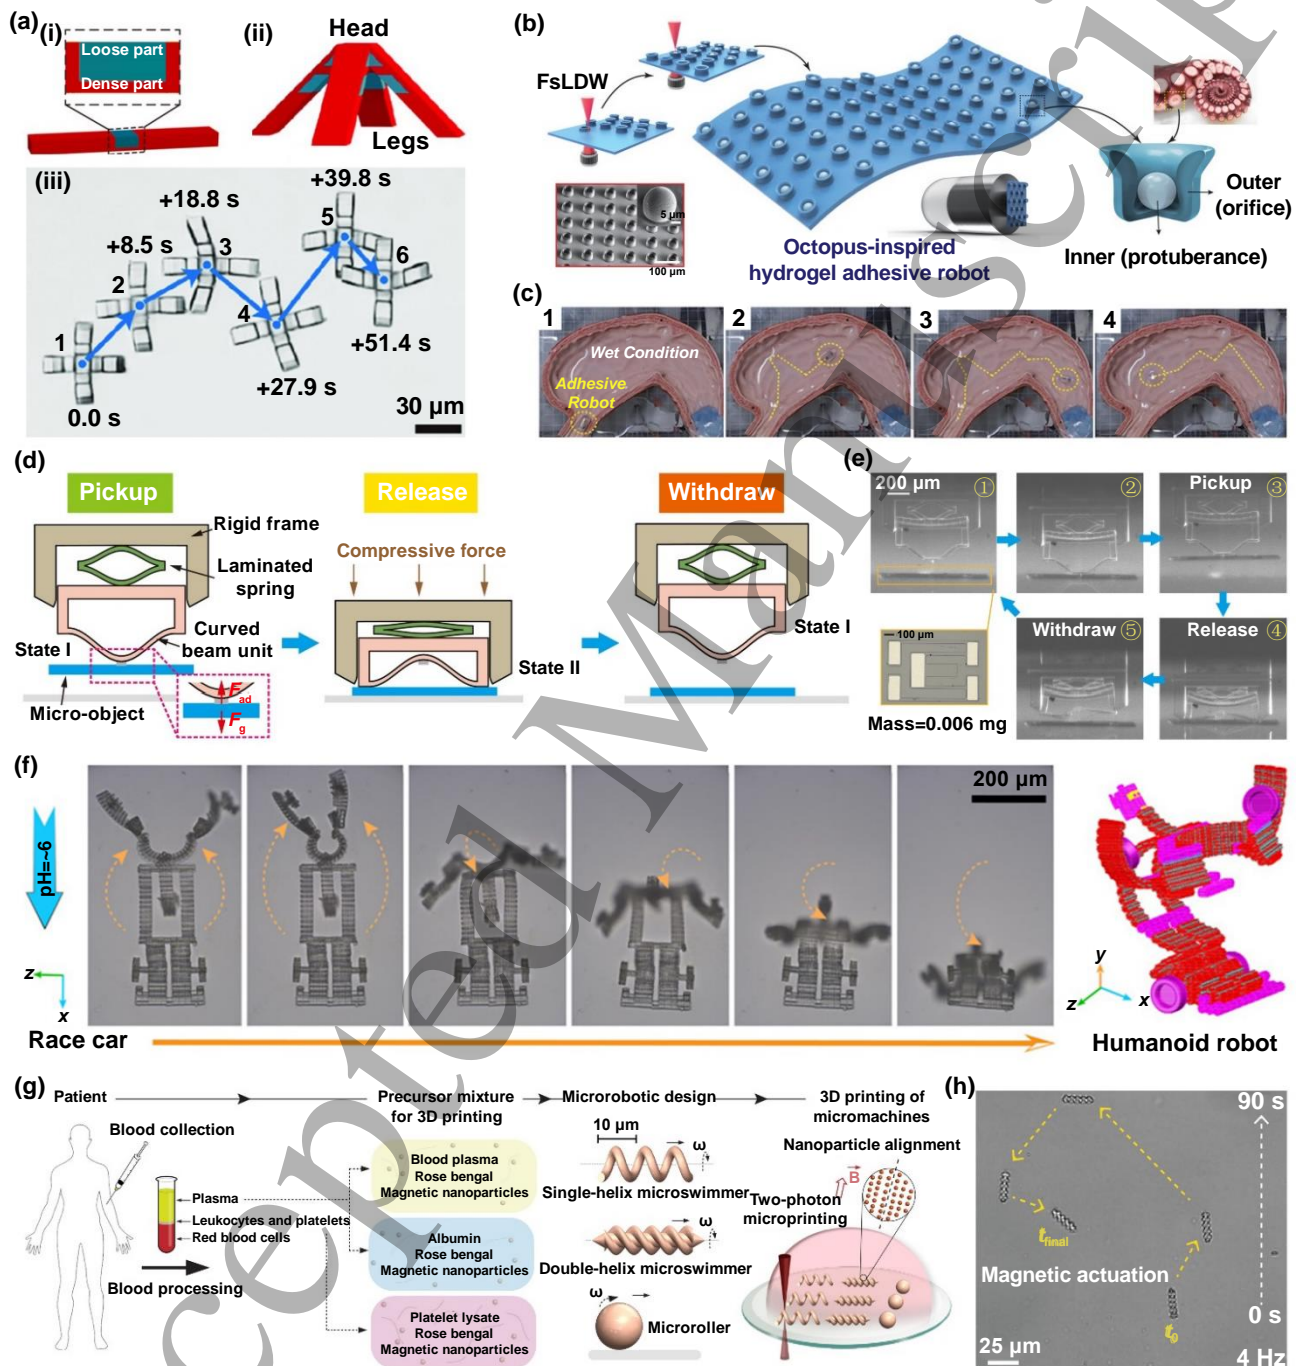 (a)
(i)
Loose part
Dense part
(ii)
Head
Legs
(iii)
1
2
3
4
5
6
0.0 s
+8.5 s
+18.8 s
+27.9 s
+39.8 s
+51.4 s
30 μm
(b)
FsLDW
5 μm
100 μm
Octopus-inspired
hydrogel adhesive robot
Outer
(orifice)
Inner (protuberance)
(c)
1
Wet Condition
Adhesive
Robot
2
3
4
(d)
Pickup
Release
Withdraw
Rigid frame
Laminated
spring
Curved
beam unit
State I
Micro-object
Fad
Fg
Compressive force
State II
State I
(e)
200 μm
①
②
Pickup
③
Release
④
Withdraw
⑤
100 μm
Mass=0.006 mg
(f)
pH=~6
z
x
200 μm
Race car
y
z
x
Humanoid robot
(g)
Patient
Blood collection
Plasma
Leukocytes and platelets
Red blood cells
Blood processing
Precursor mixture
for 3D printing
Blood plasma
Rose bengal
Magnetic nanoparticles
Albumin
Rose bengal
Magnetic nanoparticles
Platelet lysate
Rose bengal
Magnetic nanoparticles
Microrobotic design
10 μm
ω
Single-helix microswimmer
ω
Double-helix microswimmer
ω
Microroller
3D printing of
micromachines
Nanoparticle alignment
B
Two-photon
microprinting
(h)
90 s
tfinal
Magnetic actuation
t0
0 s
25 μm
4 Hz
cepted Manuscrip